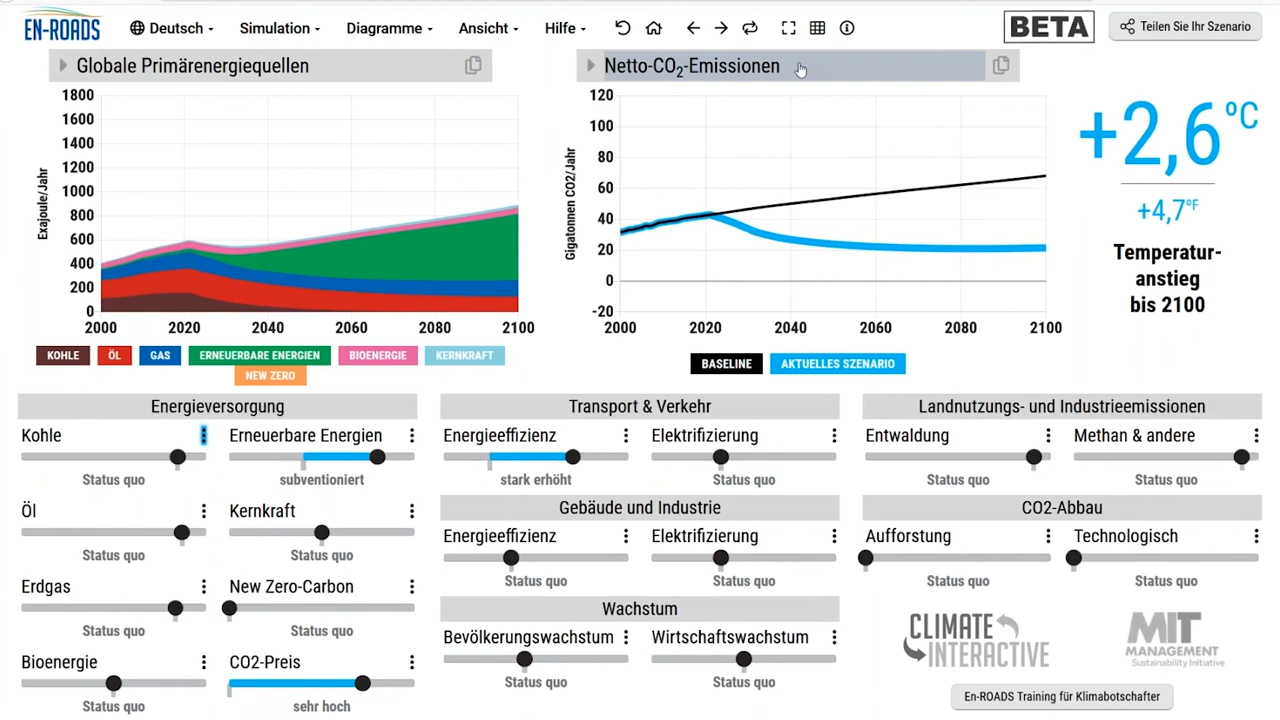 EN-ROADS
Deutsch
Simulation
Diagramme
Ansicht
Hilfe
BETA
Teilen Sie Ihr Szenario
Globale Primärenergiequellen
1800
1600
1400
1200
1000
800
600
400
200
0
Exajoule/Jahr
2000 2020 2040 2060 2080 2100
KOHLE ÖL GAS ERNEUERBARE ENERGIEN BIOENERGIE KERNKRAFT
NEW ZERO
Netto-CO2-Emissionen
120
100
80
60
40
20
0
-20
Gigatonnen CO2/Jahr
2000 2020 2040 2060 2080 2100
BASELINE AKTUELLES SZENARIO
+2,6 °C
+4,7°F
Temperatur-
anstieg
bis 2100
Energieversorgung
Kohle
Status quo
Erneuerbare Energien
subventioniert
Öl
Status quo
Kernkraft
Status quo
Erdgas
Status quo
New Zero-Carbon
Status quo
Bioenergie
Status quo
CO2-Preis
sehr hoch
Transport & Verkehr
Energieeffizienz
stark erhöht
Elektrifizierung
Status quo
Gebäude und Industrie
Energieeffizienz
Status quo
Elektrifizierung
Status quo
Wachstum
Bevölkerungswachstum
Status quo
Wirtschaftswachstum
Status quo
Landnutzungs- und Industrieemissionen
Entwaldung
Status quo
Methan & andere
Status quo
CO2-Abbau
Aufforstung
Status quo
Technologisch
Status quo
CLIMATE
INTERACTIVE
MIT
MANAGEMENT
Sustainability Initiative
En-ROADS Training für Klimabotschafter